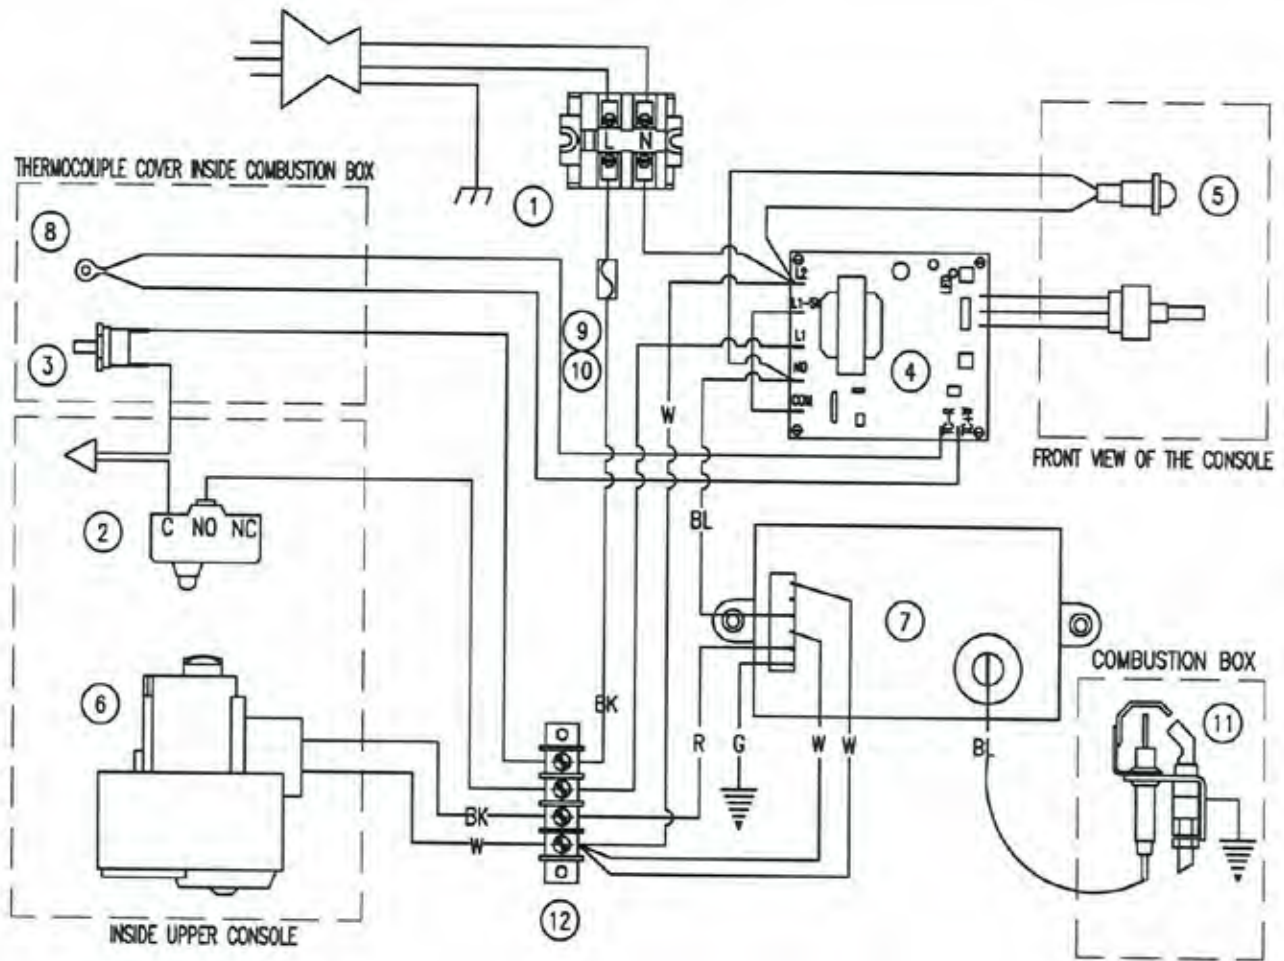 L N
THERMOCOUPLE COVER INSIDE COMBUSTION BOX
1
5
8
L2
LED
L1
9
10
3
4
NO
COM
W
FRONT VIEW OF THE CONSOLE
C NO NC
2
BL
7
COMBUSTION BOX
6
11
BK
R G W W BL
BK
W
12
INSIDE UPPER CONSOLE